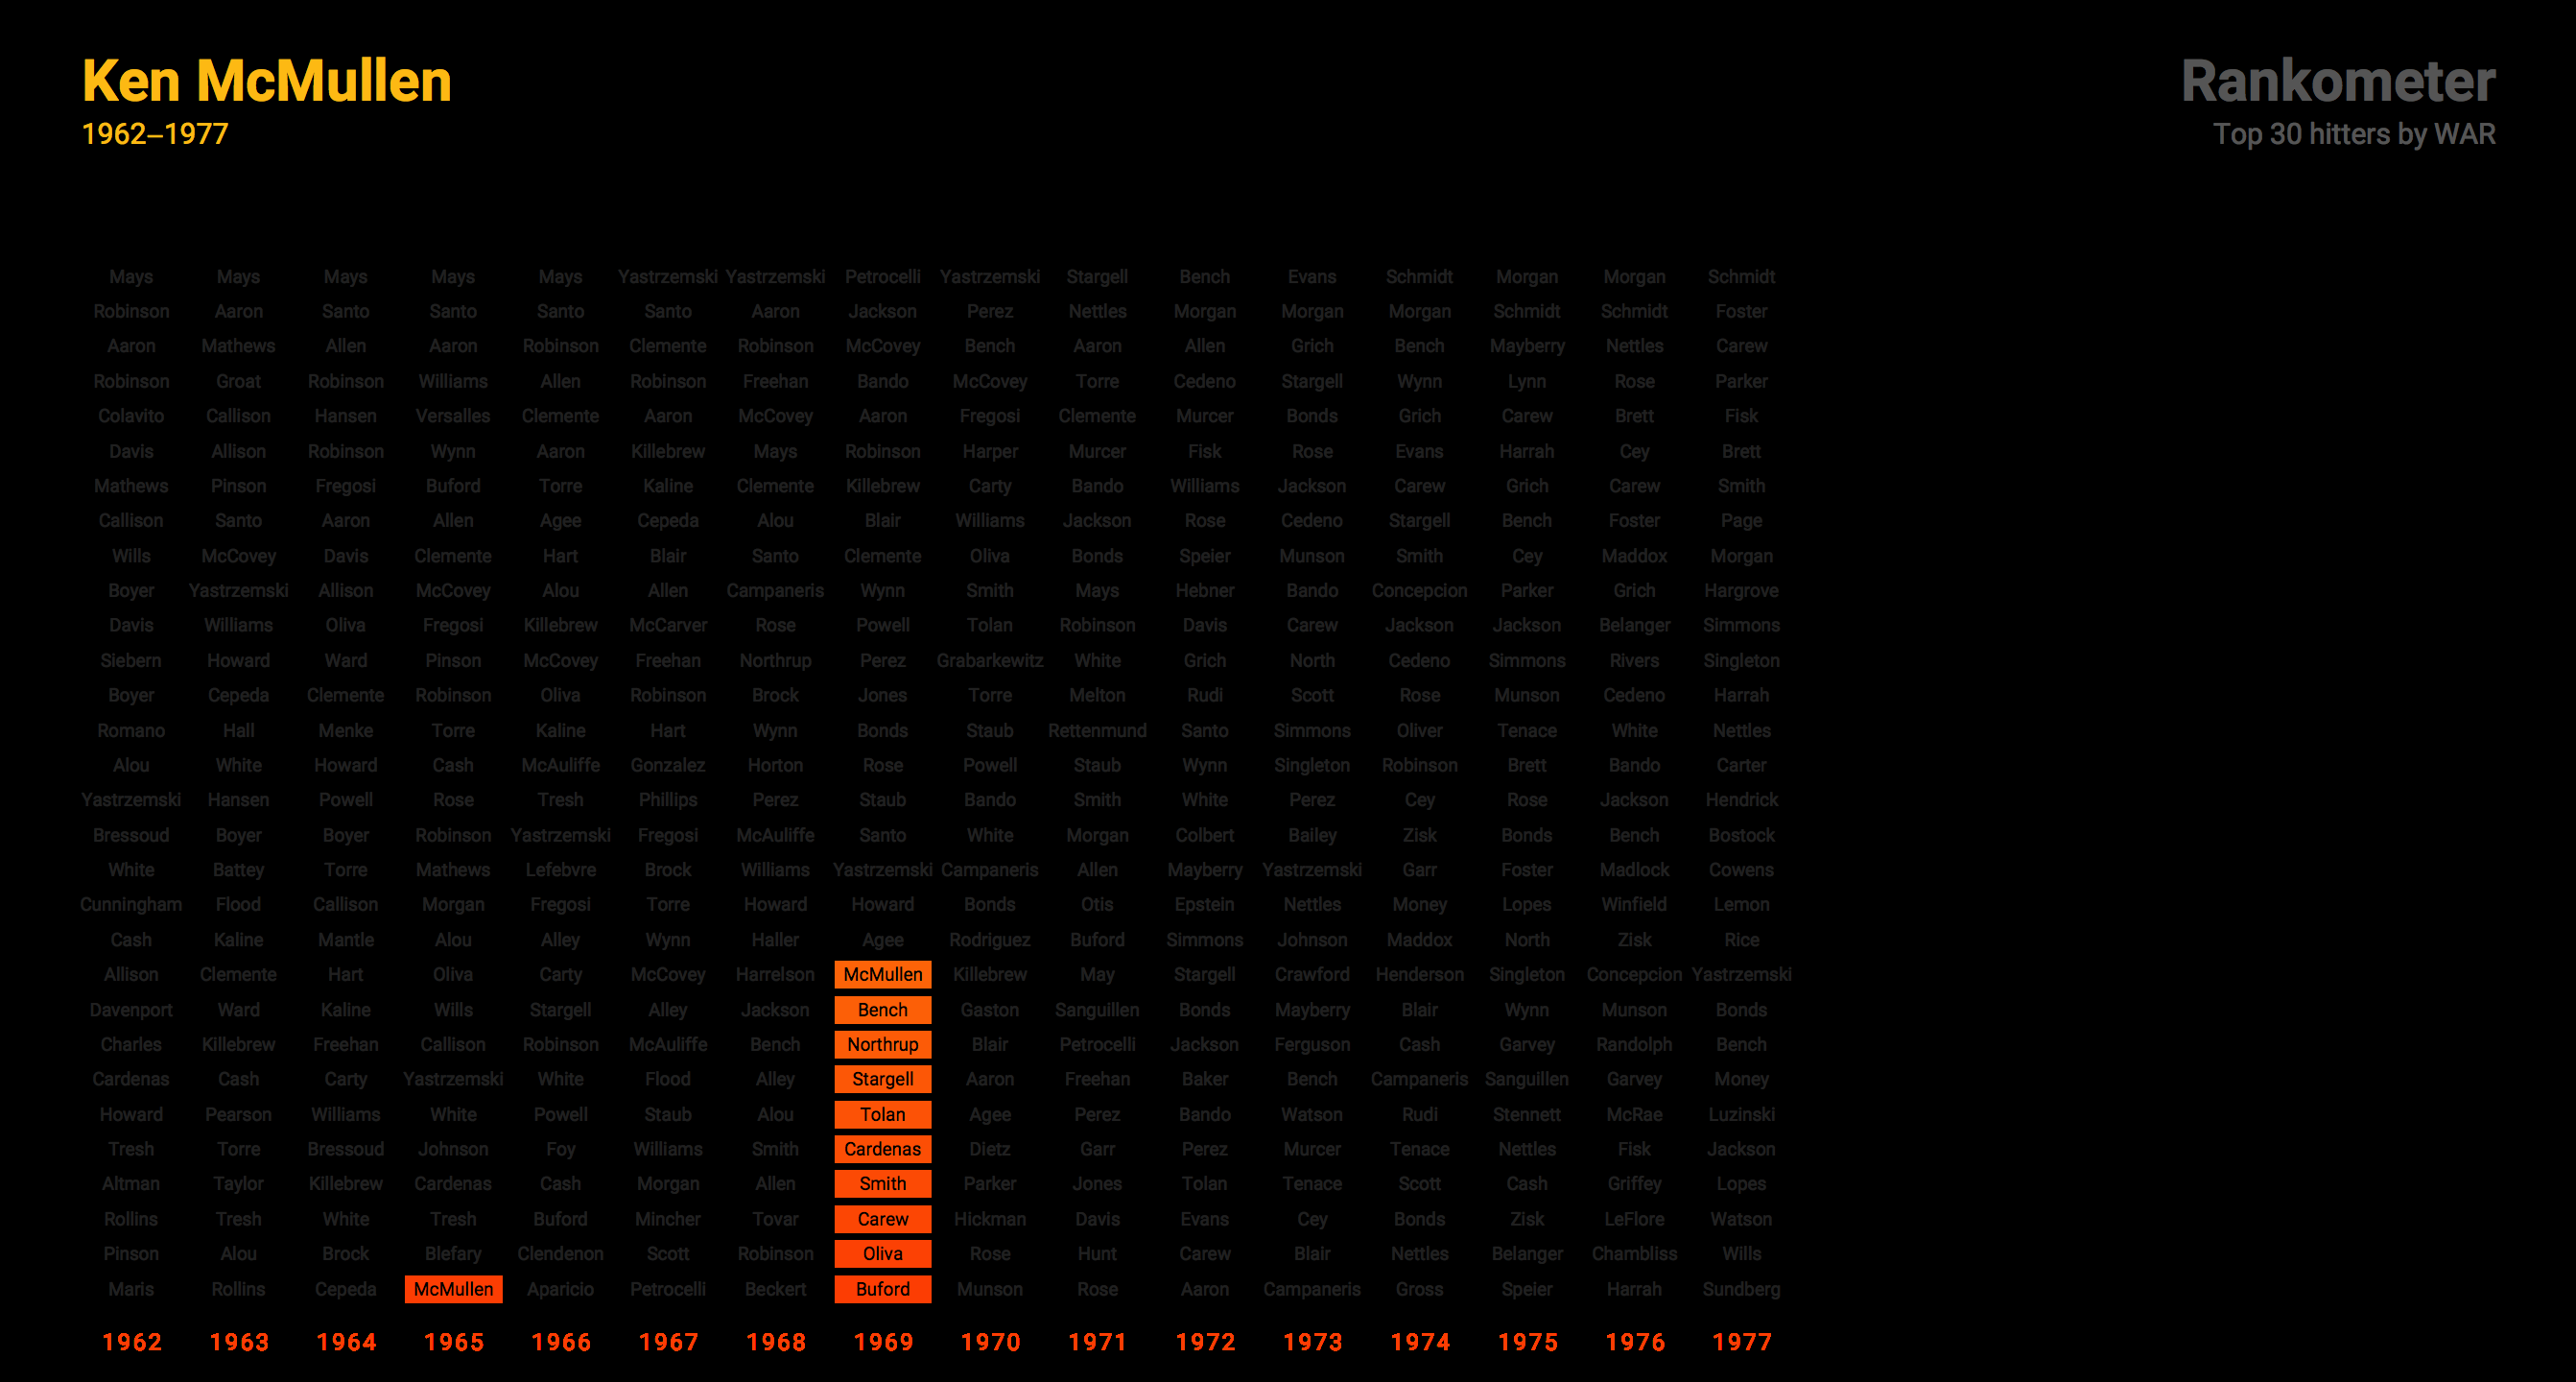 Ken McMullen
1962–1977
Rankometer
Top 30 hitters by WAR
Mays Mays Mays Mays Mays Yastrzemski Yastrzemski Petrocelli Yastrzemski Stargell Bench Evans Schmidt Morgan Morgan Schmidt
Robinson Aaron Santo Santo Santo Santo Aaron Jackson Perez Nettles Morgan Morgan Morgan Schmidt Schmidt Foster
Aaron Mathews Allen Aaron Robinson Clemente Robinson McCovey Bench Aaron Allen Grich Bench Mayberry Nettles Carew
Robinson Groat Robinson Williams Allen Robinson Freehan Bando McCovey Torre Cedeno Stargell Wynn Lynn Rose Parker
Colavito Callison Hansen Versalles Clemente Aaron McCovey Aaron Fregosi Clemente Murcer Bonds Grich Carew Brett Fisk
Davis Allison Robinson Wynn Aaron Killebrew Mays Robinson Harper Murcer Fisk Rose Evans Harrah Cey Brett
Mathews Pinson Fregosi Buford Torre Kaline Clemente Killebrew Carty Bando Williams Jackson Carew Grich Carew Smith
Callison Santo Aaron Allen Agee Cepeda Alou Blair Williams Jackson Rose Cedeno Stargell Bench Foster Page
Wills McCovey Davis Clemente Hart Blair Santo Clemente Oliva Bonds Speier Munson Smith Cey Maddox Morgan
Boyer Yastrzemski Allison McCovey Alou Allen Campaneris Wynn Smith Mays Hebner Bando Concepcion Parker Grich Hargrove
Davis Williams Oliva Fregosi Killebrew McCarver Rose Powell Tolan Robinson Davis Carew Jackson Jackson Belanger Simmons
Siebern Howard Ward Pinson McCovey Freehan Northrup Perez Grabarkewitz White Grich North Cedeno Simmons Rivers Singleton
Boyer Cepeda Clemente Robinson Oliva Robinson Brock Jones Torre Melton Rudi Scott Rose Munson Cedeno Harrah
Romano Hall Menke Torre Kaline Hart Wynn Bonds Staub Rettenmund Santo Simmons Oliver Tenace White Nettles
Alou White Howard Cash McAuliffe Gonzalez Horton Rose Powell Staub Wynn Singleton Robinson Brett Bando Carter
Yastrzemski Hansen Powell Rose Tresh Phillips Perez Staub Bando Smith White Perez Cey Rose Jackson Hendrick
Bressoud Boyer Boyer Robinson Yastrzemski Fregosi McAuliffe Santo White Morgan Colbert Bailey Zisk Bonds Bench Bostock
White Battey Torre Mathews Lefebvre Brock Williams Yastrzemski Campaneris Allen Mayberry Yastrzemski Garr Foster Madlock Cowens
Cunningham Flood Callison Morgan Fregosi Torre Howard Howard Bonds Otis Epstein Nettles Money Lopes Winfield Lemon
Cash Kaline Mantle Alou Alley Wynn Haller Agee Rodriguez Buford Simmons Johnson Maddox North Zisk Rice
Allison Clemente Hart Oliva Carty McCovey Harrelson McMullen Killebrew May Stargell Crawford Henderson Singleton Concepcion Yastrzemski
Davenport Ward Kaline Wills Stargell Alley Jackson Bench Gaston Sanguillen Bonds Mayberry Blair Wynn Munson Bonds
Charles Killebrew Freehan Callison Robinson McAuliffe Bench Northrup Blair Petrocelli Jackson Ferguson Cash Garvey Randolph Bench
Cardenas Cash Carty Yastrzemski White Flood Alley Stargell Aaron Freehan Baker Bench Campaneris Sanguillen Garvey Money
Howard Pearson Williams White Powell Staub Alou Tolan Agee Perez Bando Watson Rudi Stennett McRae Luzinski
Tresh Torre Bressoud Johnson Foy Williams Smith Cardenas Dietz Garr Perez Murcer Tenace Nettles Fisk Jackson
Altman Taylor Killebrew Cardenas Cash Morgan Allen Smith Parker Jones Tolan Tenace Scott Cash Griffey Lopes
Rollins Tresh White Tresh Buford Mincher Tovar Carew Hickman Davis Evans Cey Bonds Zisk LeFlore Watson
Pinson Alou Brock Blefary Clendenon Scott Robinson Oliva Rose Hunt Carew Blair Nettles Belanger Chambliss Wills
Maris Rollins Cepeda McMullen Aparicio Petrocelli Beckert Buford Munson Rose Aaron Campaneris Gross Speier Harrah Sundberg
1962 1963 1964 1965 1966 1967 1968 1969 1970 1971 1972 1973 1974 1975 1976 1977